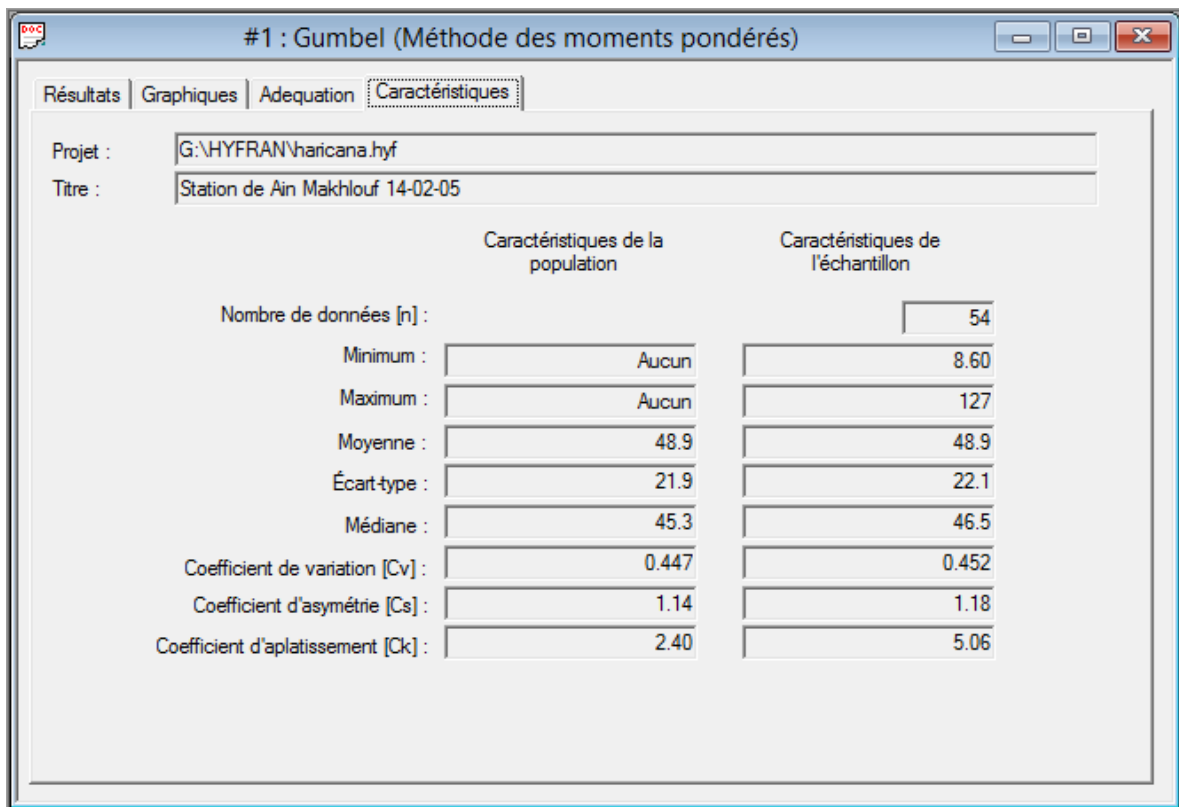 #1 : Gumbel (Méthode des moments pondérés)
Résultats Graphiques Adequation Caractéristiques
Projet : G:\HYFRAN\haricana.hyf
Titre : Station de Ain Makhlouf 14-02-05
Caractéristiques de la population Caractéristiques de l'échantillon
Nombre de données [n] : 54
Minimum : Aucun 8.60
Maximum : Aucun 127
Moyenne : 48.9 48.9
Écart-type : 21.9 22.1
Médiane : 45.3 46.5
Coefficient de variation [Cv] : 0.447 0.452
Coefficient d'asymétrie [Cs] : 1.14 1.18
Coefficient d'aplatissement [Ck] : 2.40 5.06